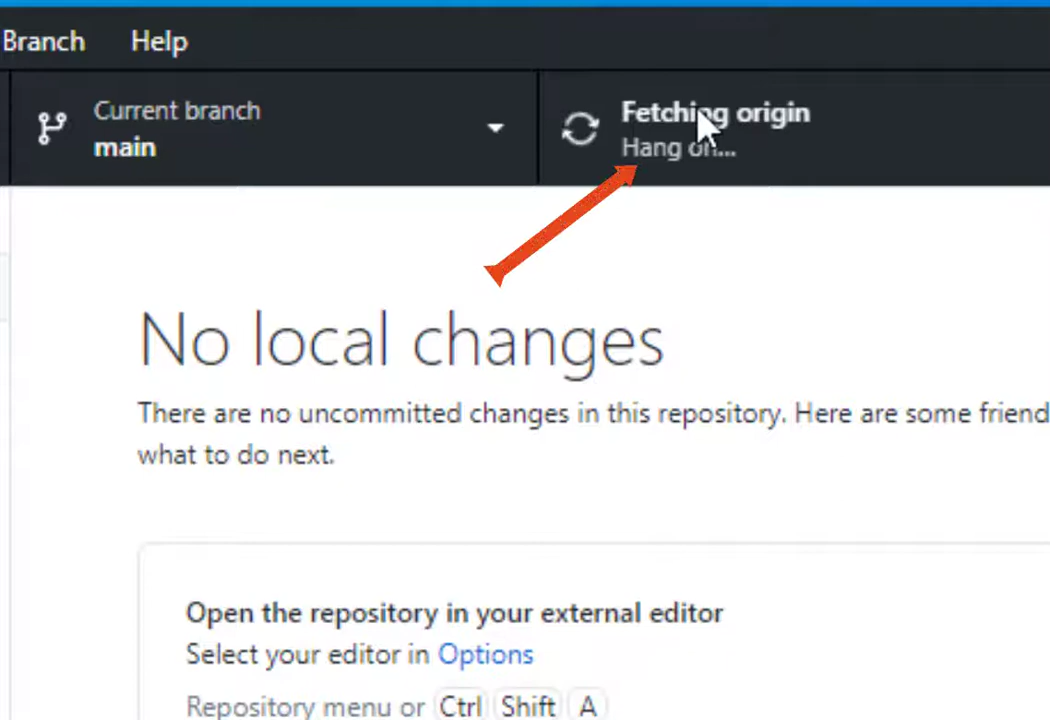 Branch Help
Current branch
main
Fetching origin
Hang on...
No local changes
There are no uncommitted changes in this repository. Here are some friend
what to do next.
Open the repository in your external editor
Select your editor in Options
Repository menu or Ctrl Shift A